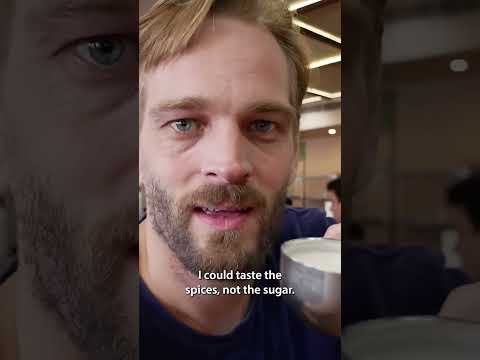 I could taste the
spices, not the sugar.